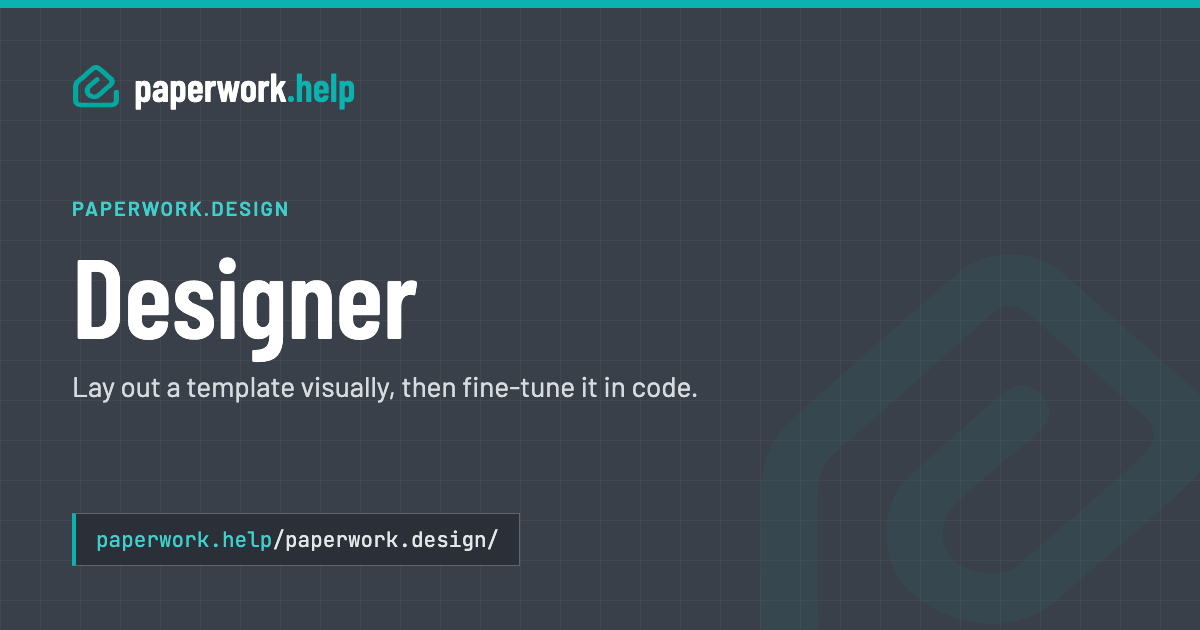 paperwork.help
PAPERWORK.DESIGN
Designer
Lay out a template visually, then fine-tune it in code.
paperwork.help/paperwork.design/